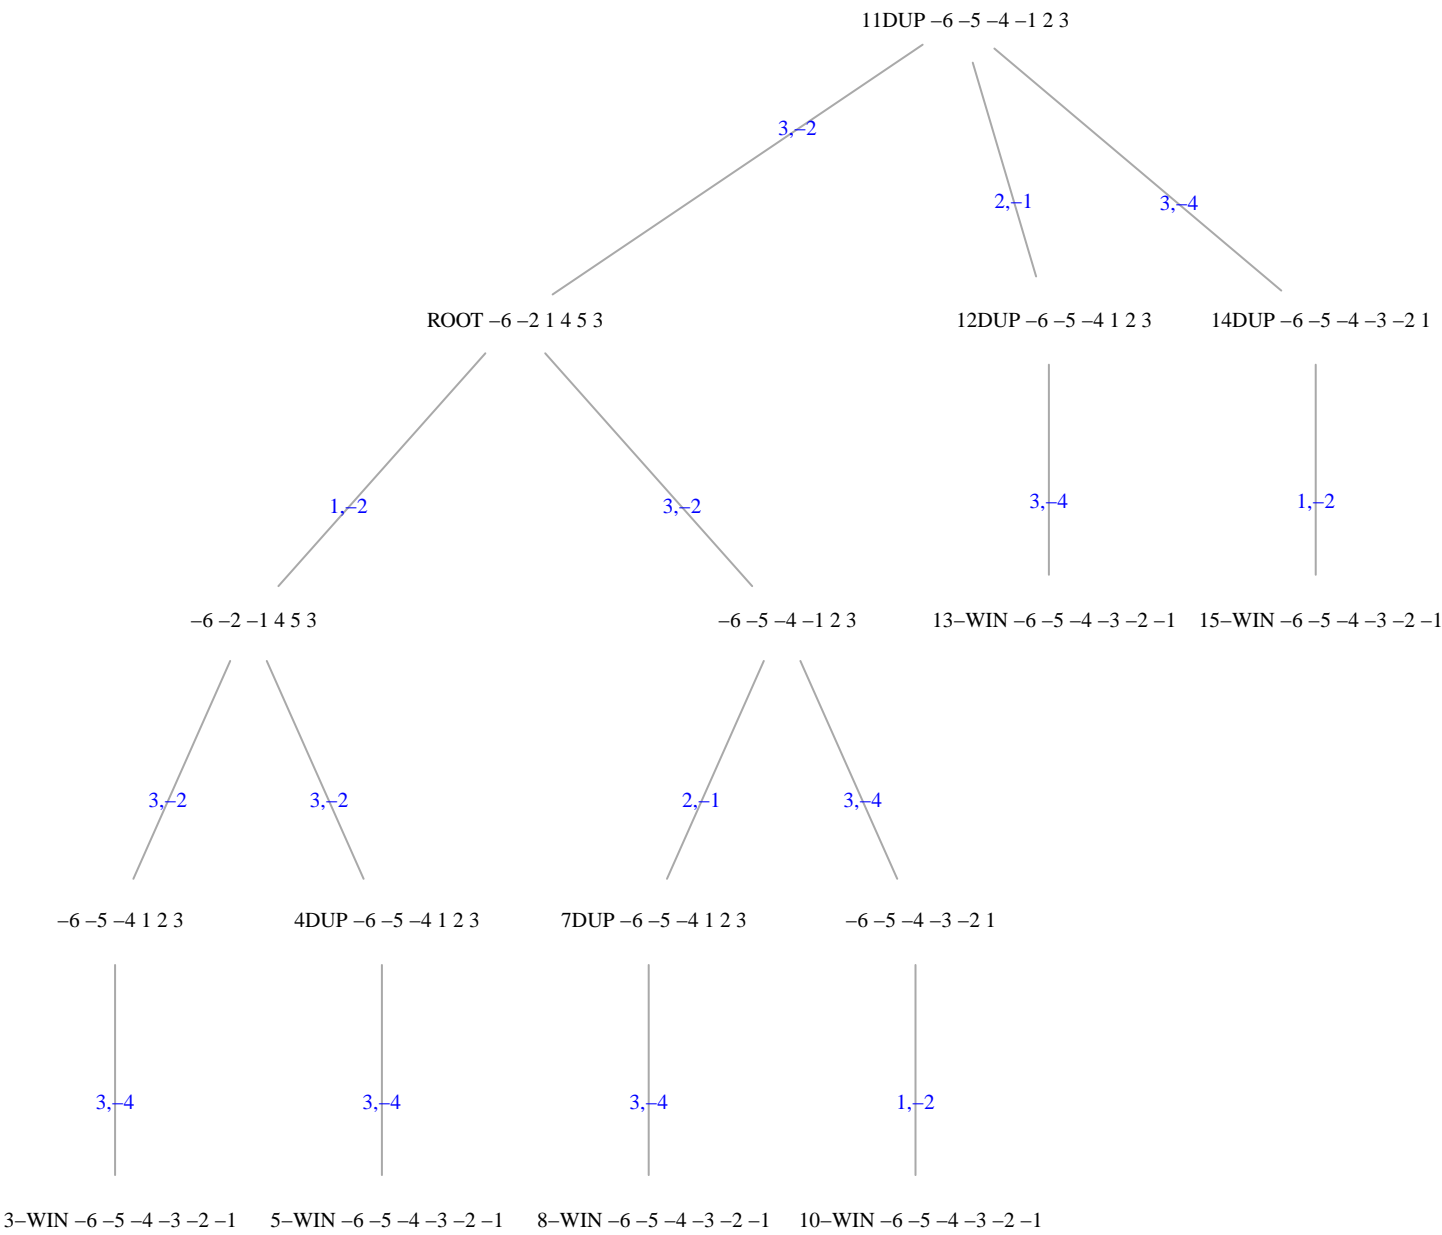 11DUP −6 −5 −4 −1 2 3
3,−2
2,−1
3,−4
ROOT −6 −2 1 4 5 3
12DUP −6 −5 −4 1 2 3
14DUP −6 −5 −4 −3 −2 1
1,−2
3,−2
3,−4
1,−2
−6 −2 −1 4 5 3
−6 −5 −4 −1 2 3
13−WIN −6 −5 −4 −3 −2 −1
15−WIN −6 −5 −4 −3 −2 −1
3,−2
3,−2
2,−1
3,−4
−6 −5 −4 1 2 3
4DUP −6 −5 −4 1 2 3
7DUP −6 −5 −4 1 2 3
−6 −5 −4 −3 −2 1
3,−4
3,−4
3,−4
1,−2
3−WIN −6 −5 −4 −3 −2 −1
5−WIN −6 −5 −4 −3 −2 −1
8−WIN −6 −5 −4 −3 −2 −1
10−WIN −6 −5 −4 −3 −2 −1